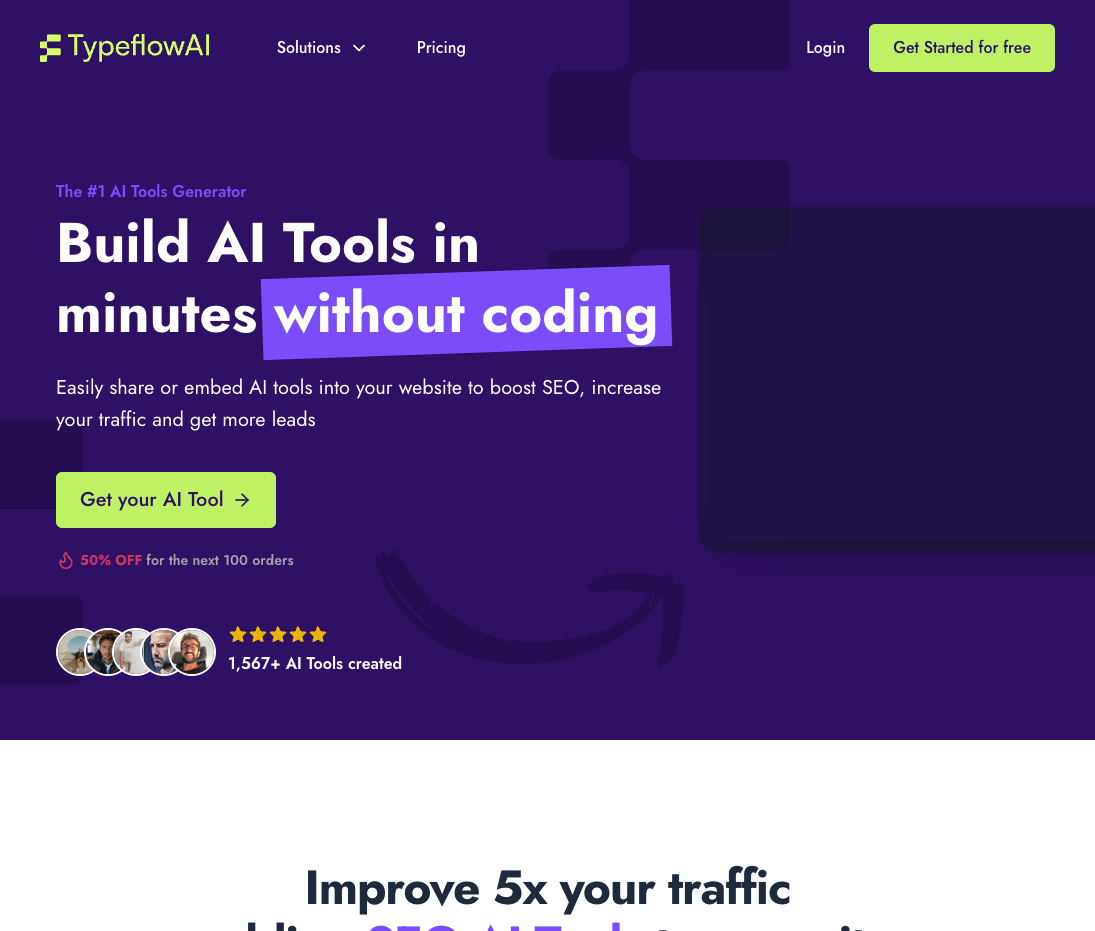 TypeflowAI
Solutions
Pricing
Login
Get Started for free
The #1 AI Tools Generator
Build AI Tools in
minutes without coding
Easily share or embed AI tools into your website to boost SEO, increase
your traffic and get more leads
Get your AI Tool →
50% OFF for the next 100 orders
1,567+ AI Tools created
Improve 5x your traffic
SEO AI Tools